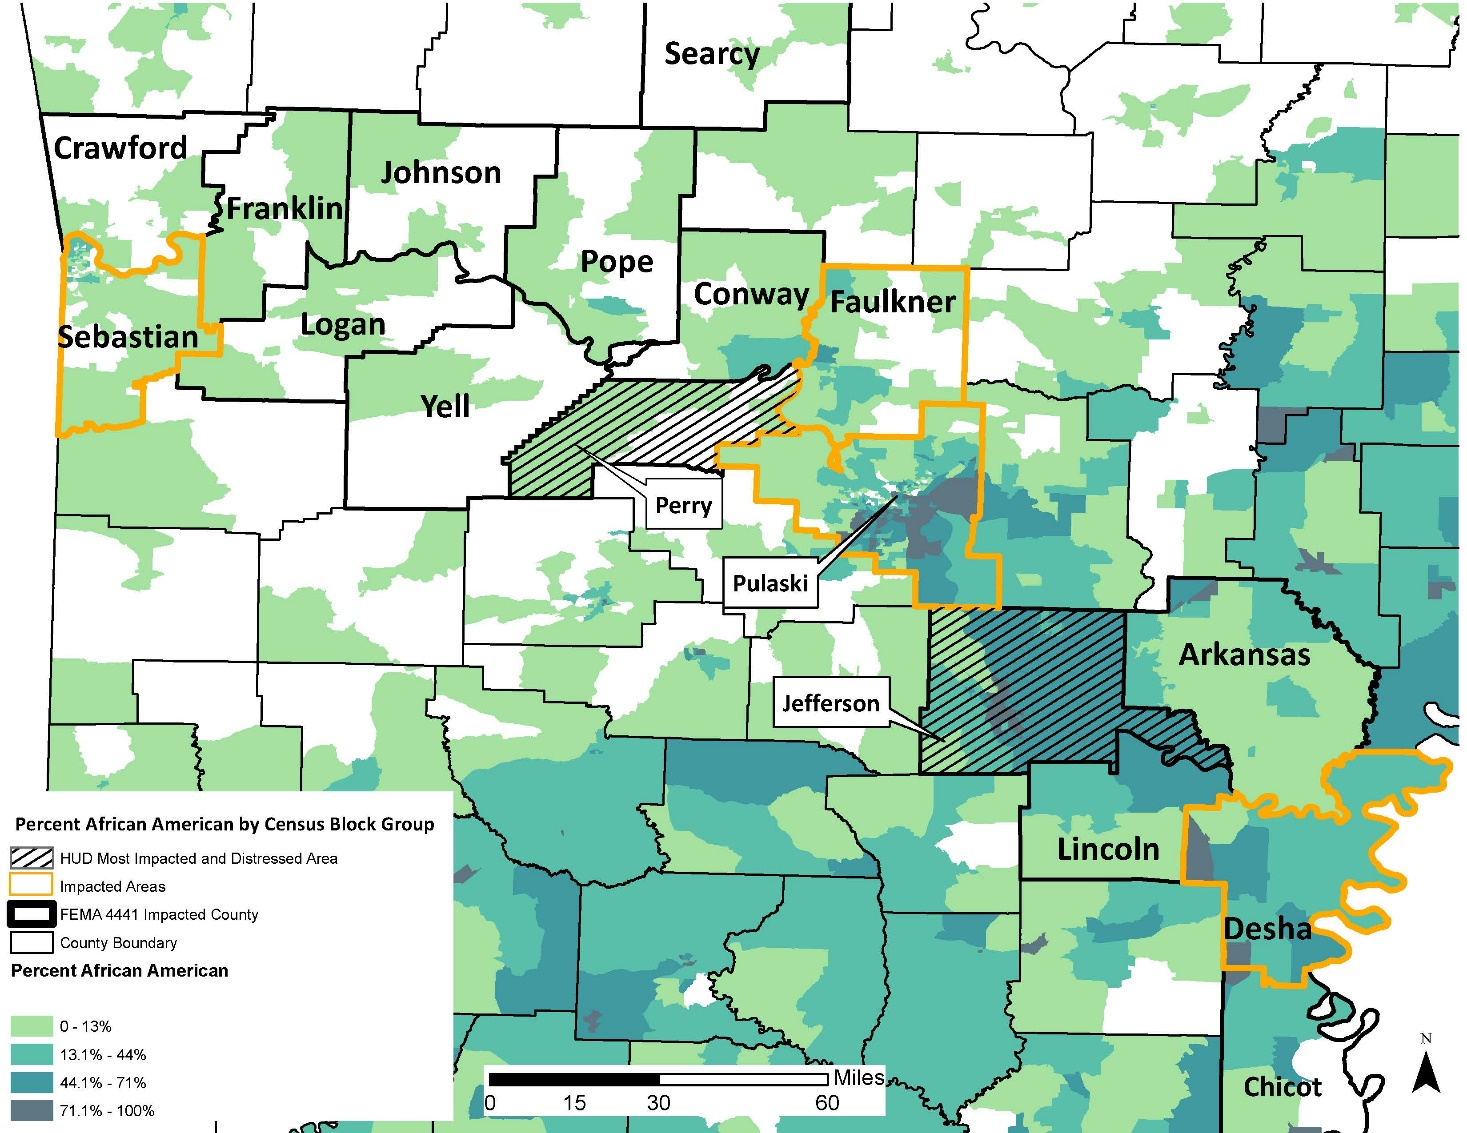 Searcy
Crawford
Johnson
Franklin
Pope
Conway
Faulkner
Logan
Sebastian
Yell
Perry
Pulaski
Arkansas
Jefferson
Lincoln
Desha
Chicot
Percent African American by Census Block Group
HUD Most Impacted and Distressed Area
Impacted Areas
FEMA 4441 Impacted County
County Boundary
Percent African American
0 - 13%
13.1% - 44%
44.1% - 71%
71.1% - 100%
Miles
0 15 30 60
N